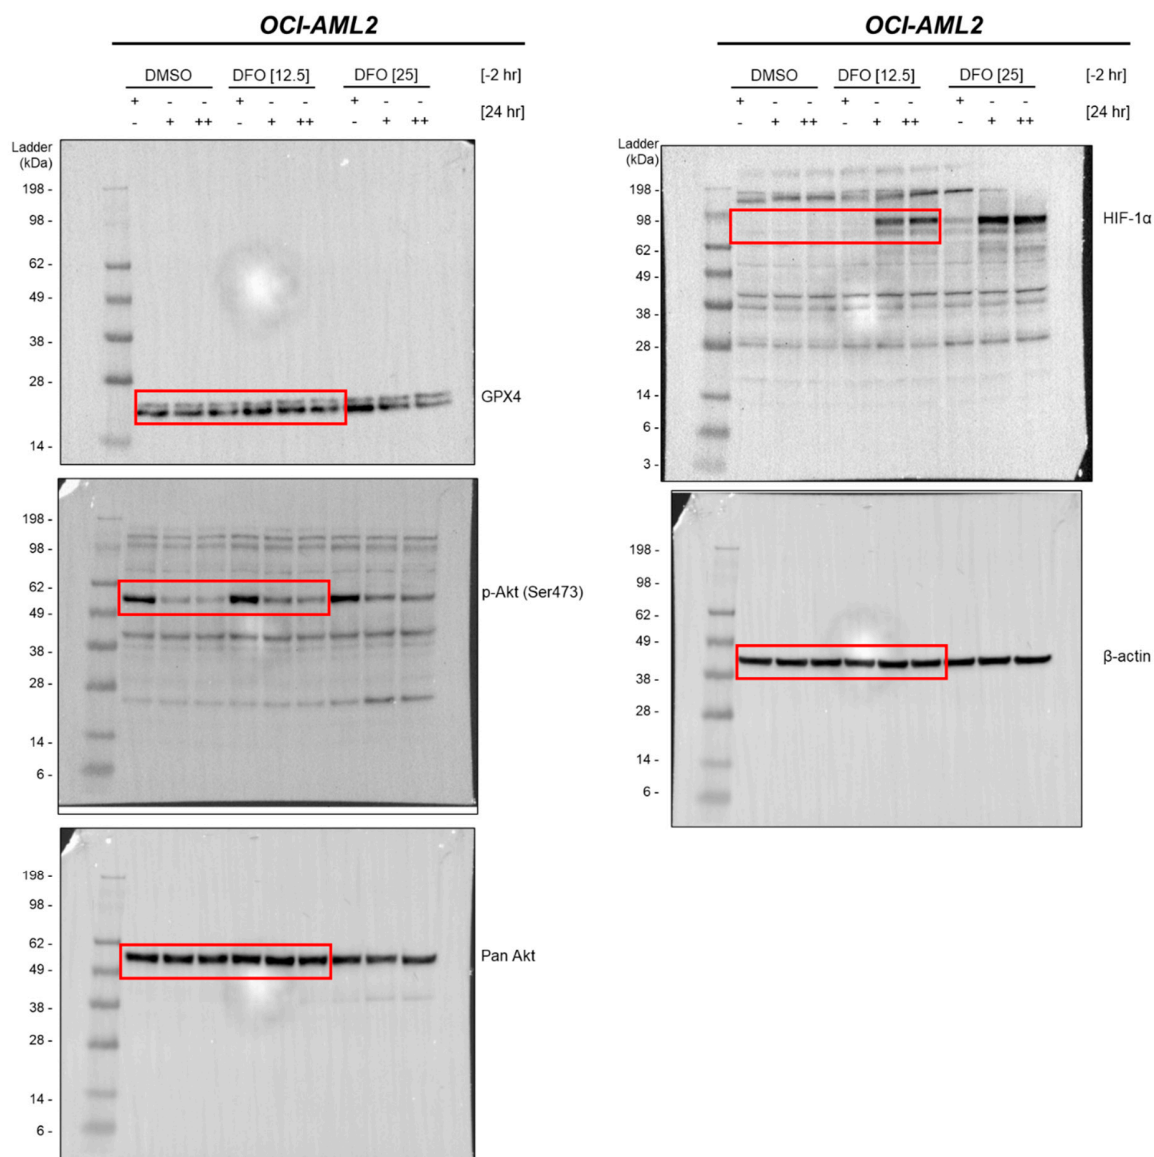 OCI-AML2
DMSO DFO [12.5] DFO [25] [-2 hr]
+ - - + - - + - - [24 hr]
- + ++ - + ++ - + ++
Ladder
(kDa)
198 -
98 -
62 -
49 -
38 -
28 -
14 -
GPX4
198 -
98 -
62 -
49 -
38 -
28 -
14 -
6 -
p-Akt (Ser473)
198 -
98 -
62 -
49 -
38 -
28 -
14 -
6 -
Pan Akt
OCI-AML2
DMSO DFO [12.5] DFO [25] [-2 hr]
+ - - + - - + - - [24 hr]
- + ++ - + ++ - + ++
Ladder
(kDa)
198 -
98 -
62 -
49 -
38 -
28 -
14 -
6 -
3 -
HIF-1α
198 -
98 -
62 -
49 -
38 -
28 -
14 -
6 -
β-actin